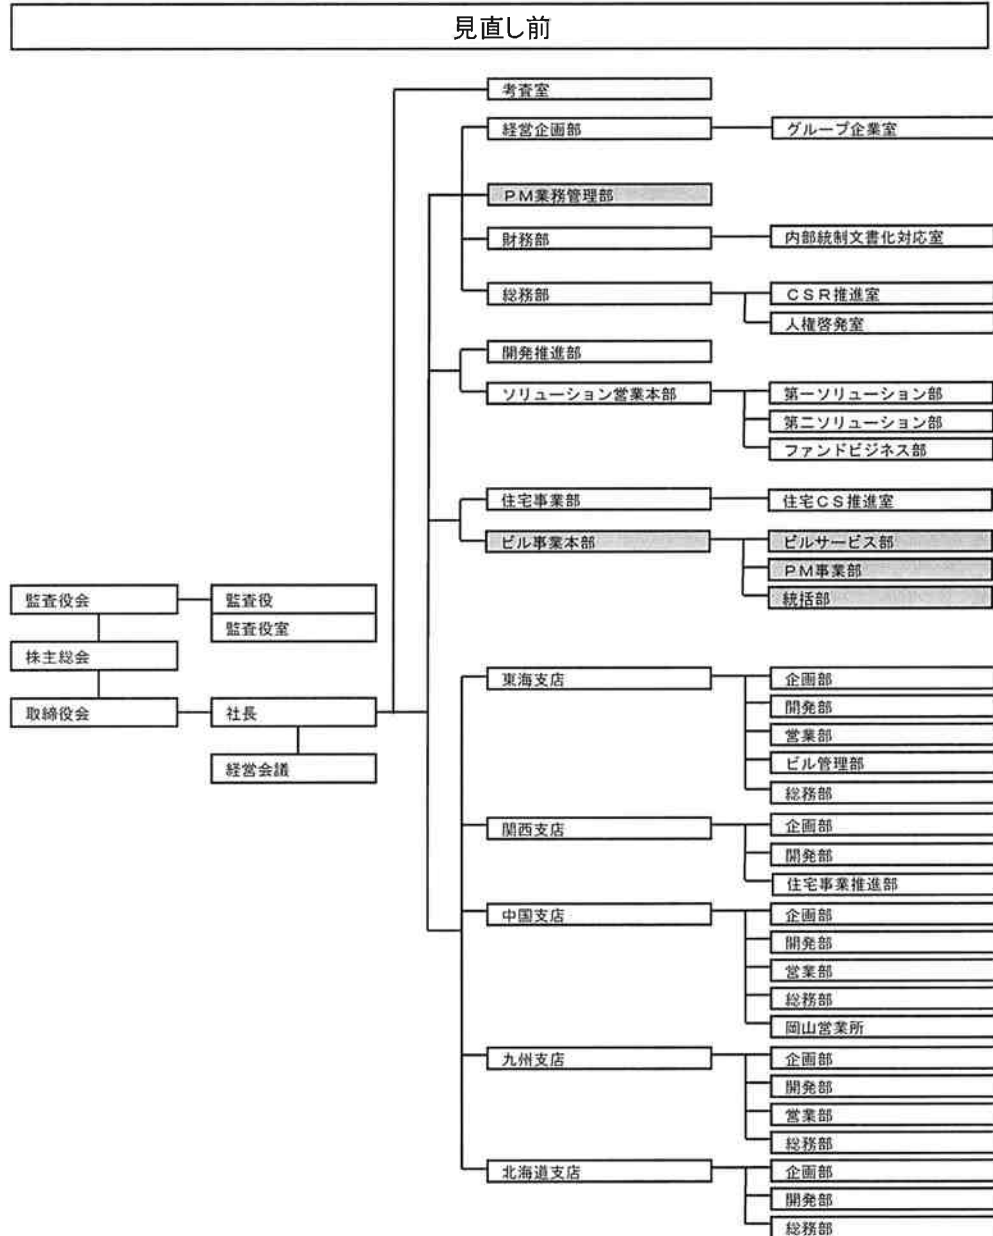 見直し前
考査室
経営企画部
グループ企業室
PM業務管理部
財務部
内部統制文書化対応室
総務部
CSR推進室
人権啓発室
開発推進部
ソリューション営業本部
第一ソリューション部
第二ソリューション部
ファンドビジネス部
住宅事業部
住宅CS推進室
ビル事業本部
ビルサービス部
PM事業部
統括部
監査役会
監査役
監査役室
株主総会
取締役会
社長
経営会議
東海支店
企画部
開発部
営業部
ビル管理部
総務部
関西支店
企画部
開発部
住宅事業推進部
中国支店
企画部
開発部
営業部
総務部
岡山営業所
九州支店
企画部
開発部
営業部
総務部
北海道支店
企画部
開発部
総務部